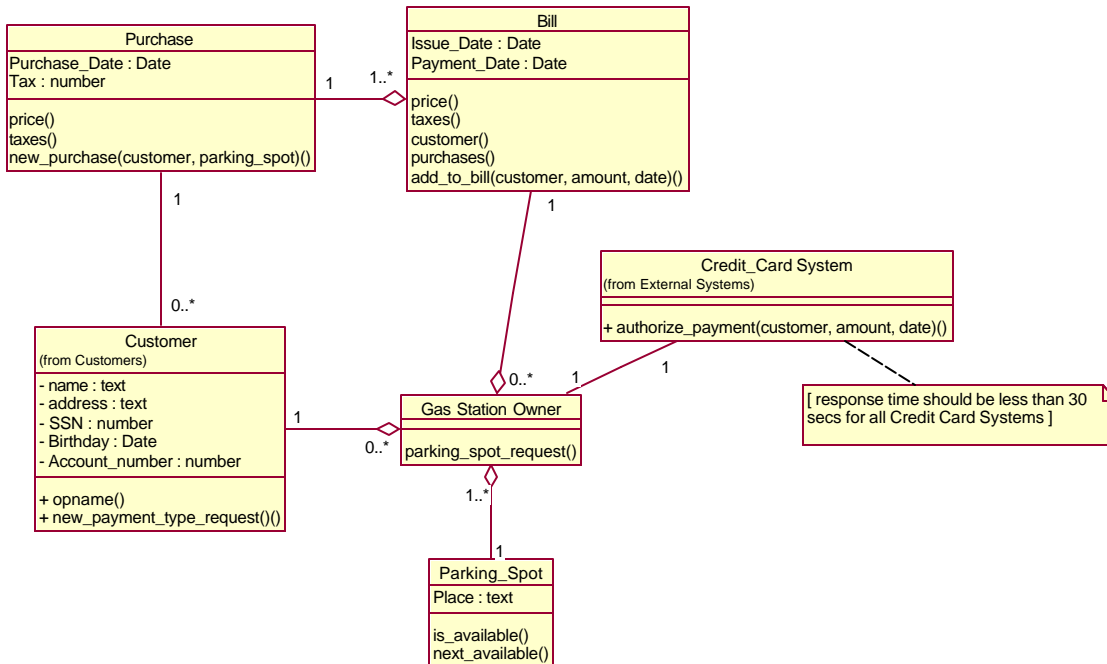 Purchase
Purchase_Date : Date
Tax : number
price()
taxes()
new_purchase(customer, parking_spot)()
1
1..*
Bill
Issue_Date : Date
Payment_Date : Date
price()
taxes()
customer()
purchases()
add_to_bill(customer, amount, date)()
1
1
0..*
Credit_Card System
(from External Systems)
+ authorize_payment(customer, amount, date)()
Customer
(from Customers)
- name : text
- address : text
- SSN : number
- Birthday : Date
- Account_number : number
+ opname()
+ new_payment_type_request()()
1
0..*
0..*
1
1
Gas Station Owner
parking_spot_request()
[ response time should be less than 30
secs for all Credit Card Systems ]
1..*
1
Parking_Spot
Place : text
is_available()
next_available()